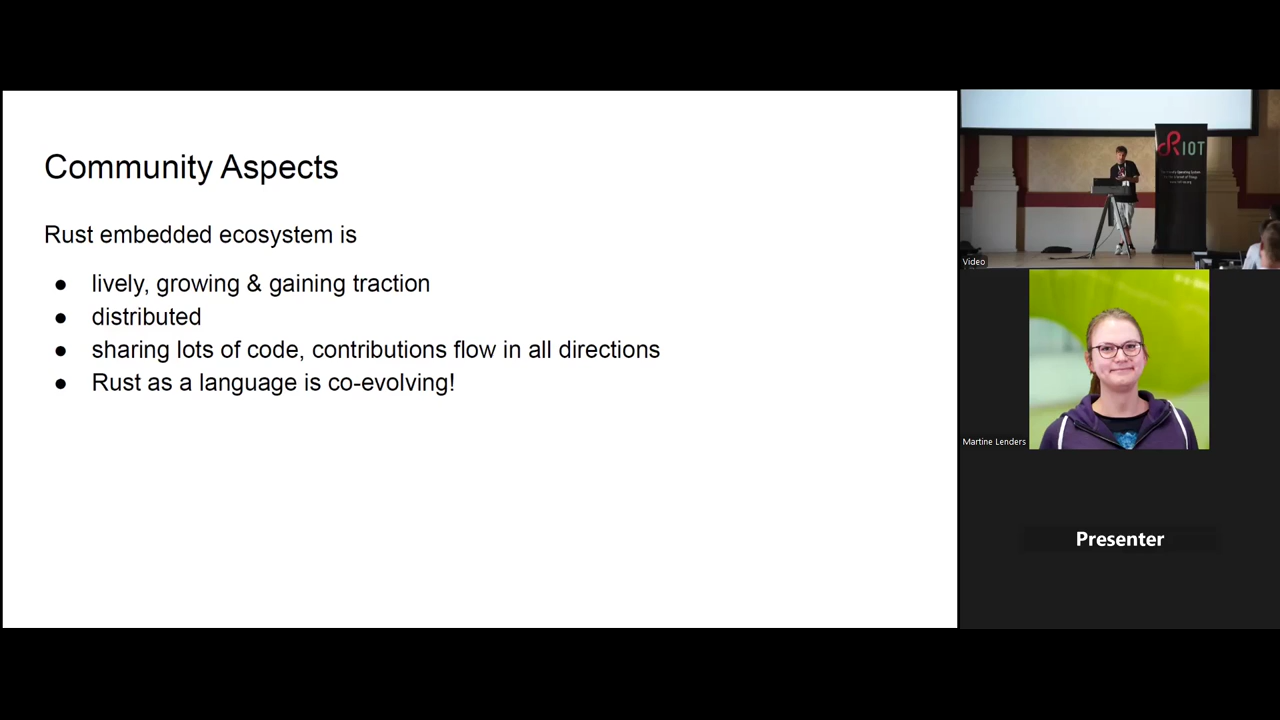 Community Aspects
Rust embedded ecosystem is
● lively, growing & gaining traction
● distributed
● sharing lots of code, contributions flow in all directions
● Rust as a language is co-evolving!
RIOT
Video
Martine Lenders
Presenter